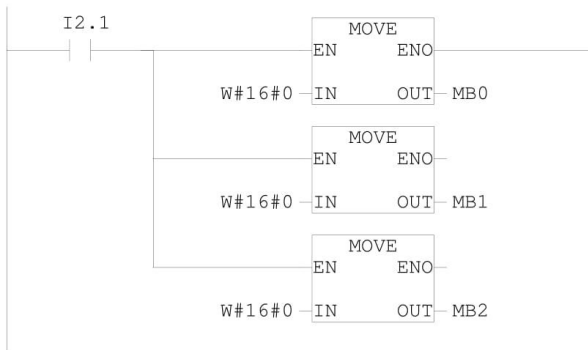 I2.1
MOVE
EN ENO
W#16#0 IN OUT MB0
MOVE
EN ENO
W#16#0 IN OUT MB1
MOVE
EN ENO
W#16#0 IN OUT MB2